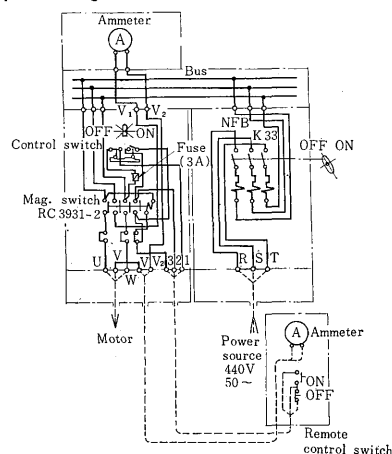 Ammeter
A
Bus
V1 V2
OFF ON
Control switch
Fuse
(3A)
Mag. switch
RC 3931-2
U V W V V2 3 2 1
Motor
NFB K33
OFF ON
R S T
Power
source
440V
50~
A Ammeter
ON
OFF
Remote
control switch